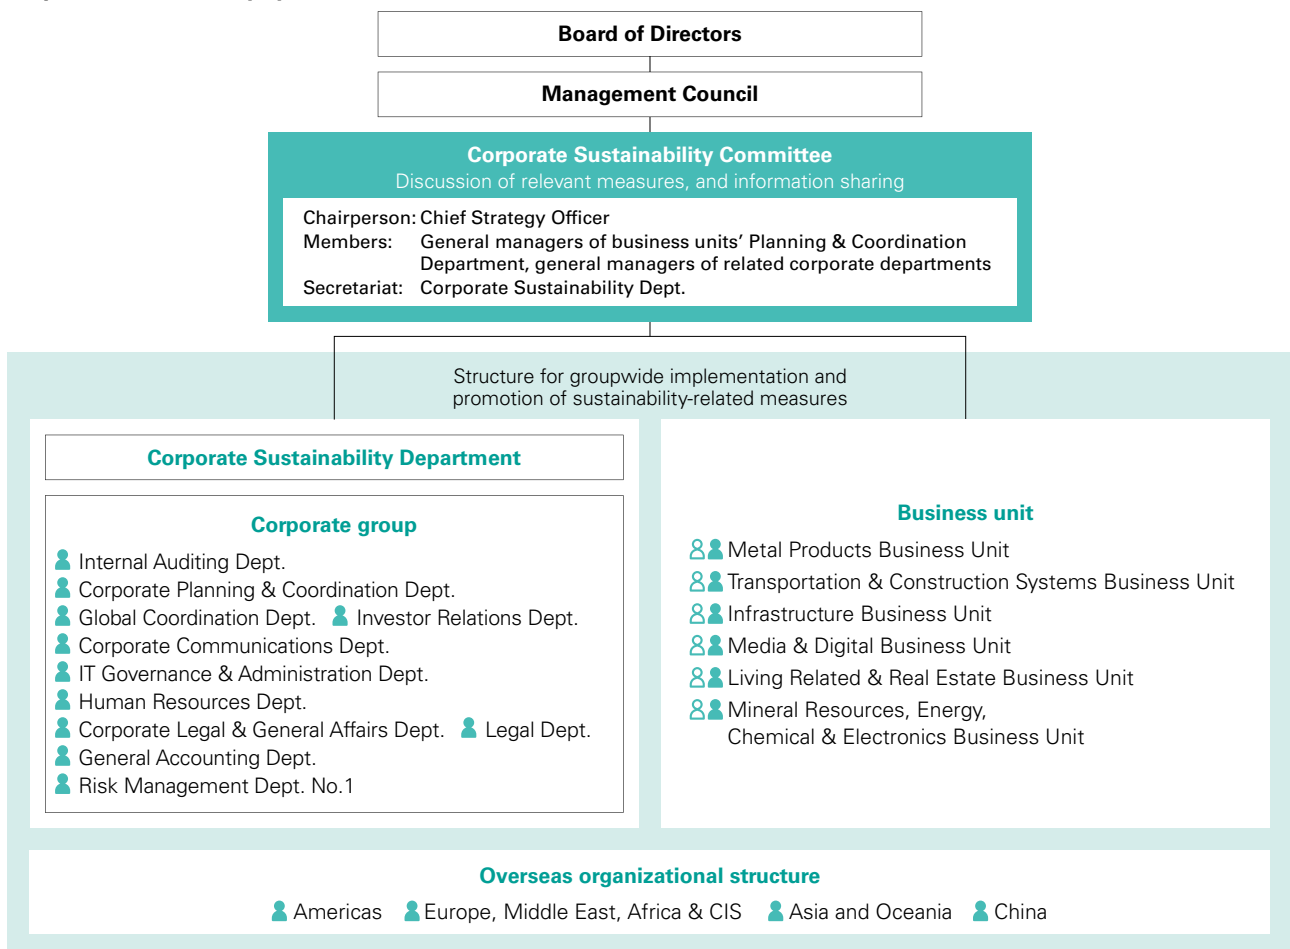 Board of Directors
Management Council
Corporate Sustainability Committee
Discussion of relevant measures, and information sharing
Chairperson: Chief Strategy Officer
Members: General managers of business units' Planning & Coordination
Department, general managers of related corporate departments
Secretariat: Corporate Sustainability Dept.
Structure for groupwide implementation and
promotion of sustainability-related measures
Corporate Sustainability Department
Corporate group
Internal Auditing Dept.
Corporate Planning & Coordination Dept.
Global Coordination Dept. Investor Relations Dept.
Corporate Communications Dept.
IT Governance & Administration Dept.
Human Resources Dept.
Corporate Legal & General Affairs Dept. Legal Dept.
General Accounting Dept.
Risk Management Dept. No.1
Business unit
Metal Products Business Unit
Transportation & Construction Systems Business Unit
Infrastructure Business Unit
Media & Digital Business Unit
Living Related & Real Estate Business Unit
Mineral Resources, Energy,
Chemical & Electronics Business Unit
Overseas organizational structure
Americas Europe, Middle East, Africa & CIS Asia and Oceania China